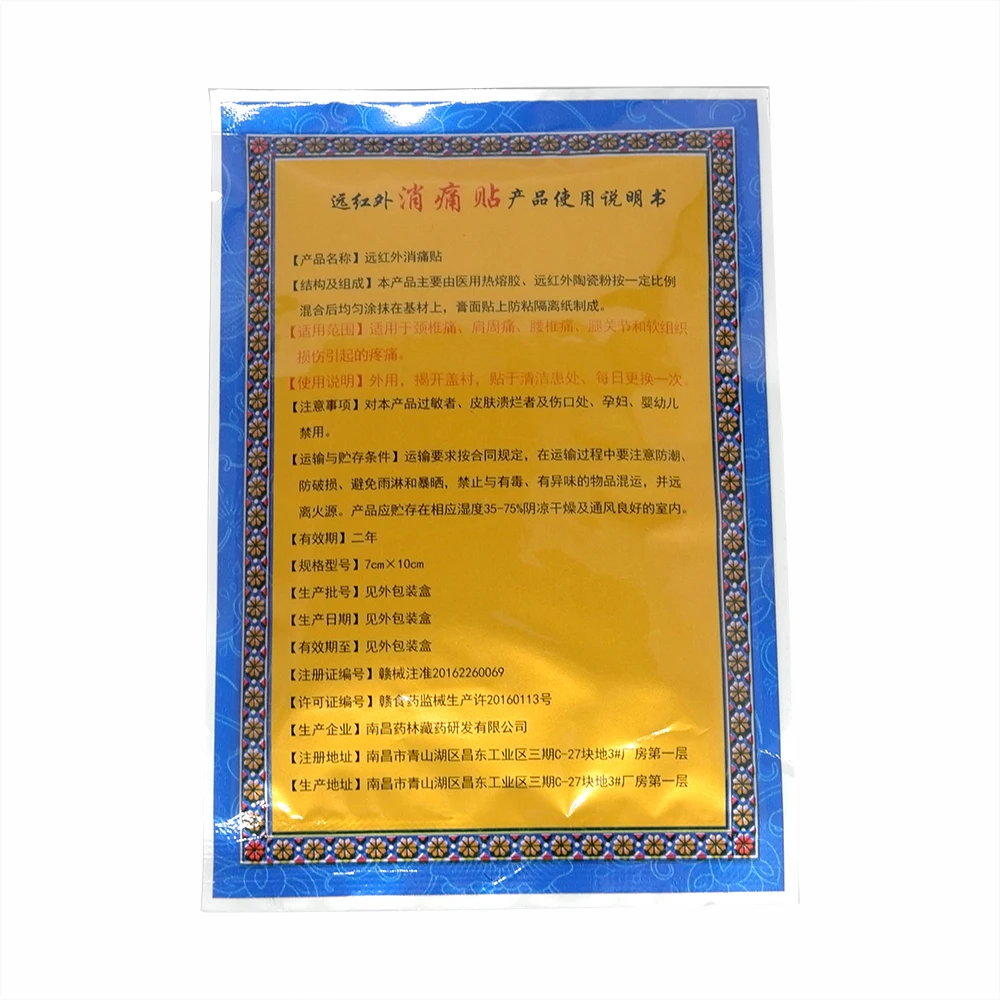 远红外消痛贴产品使用说明书
【产品名称】远红外消痛贴
【结构及组成】本产品主要由医用热熔胶、远红外陶瓷粉按一定比例
混合后均匀涂抹在基材上，膏面贴上防粘隔离纸制成。
【适用范围】适用于颈椎痛、肩周痛、腰椎痛、腿关节和软组织
损伤引起的疼痛。
【使用说明】外用，揭开盖衬，贴于清洁患处、每日更换一次。
【注意事项】对本产品过敏者、皮肤溃烂者及伤口处、孕妇、婴幼儿
禁用。
【运输与贮存条件】运输要求按合同规定，在运输过程中要注意防潮、
防破损、避免雨淋和暴晒，禁止与有毒、有异味的物品混运，并远
离火源。产品应贮存在相应湿度35-75%阴凉干燥及通风良好的室内。
【有效期】二年
【规格型号】7cm×10cm
【生产批号】见外包装盒
【生产日期】见外包装盒
【有效期至】见外包装盒
【注册证编号】赣械注准20162260069
【许可证编号】赣食药监械生产许20160113号
【生产企业】南昌药林藏药研发有限公司
【注册地址】南昌市青山湖区昌东工业区三期C-27块地3#厂房第一层
【生产地址】南昌市青山湖区昌东工业区三期C-27块地3#厂房第一层